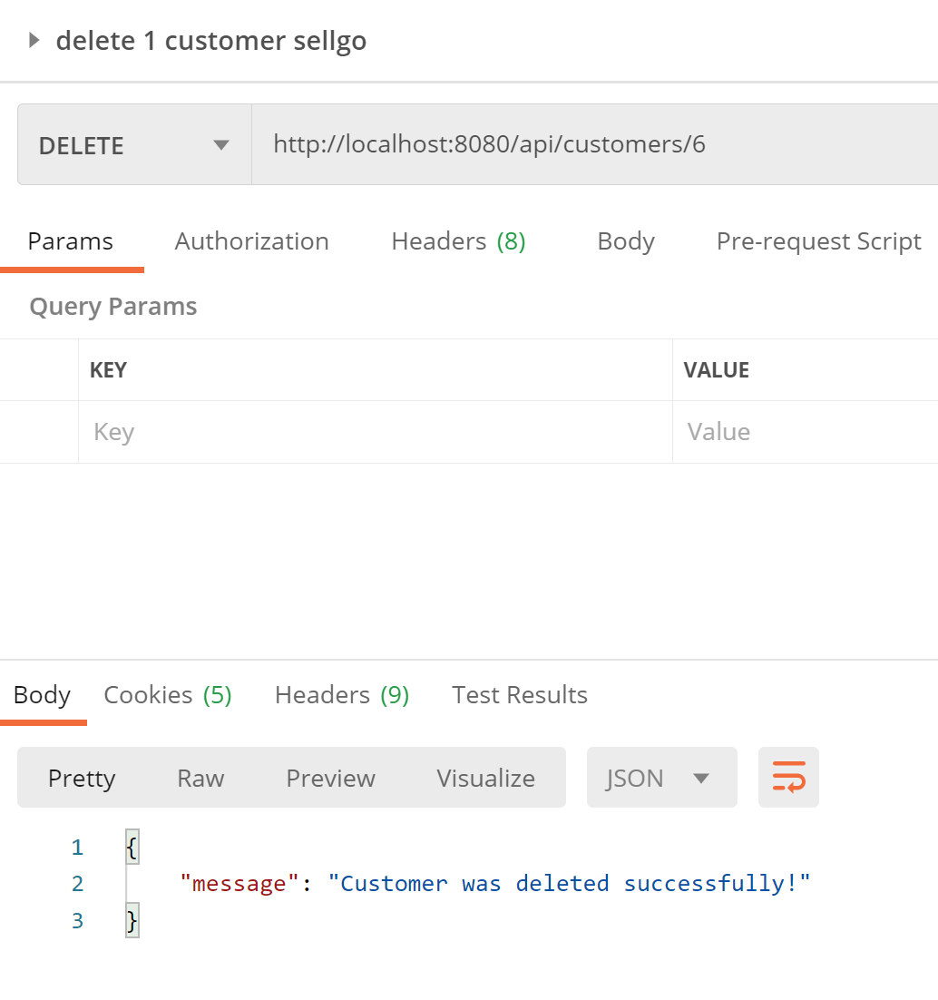 delete 1 customer sellgo
DELETE http://localhost:8080/api/customers/6
Params Authorization Headers (8) Body Pre-request Script
Query Params
KEY VALUE
Key Value
Body Cookies (5) Headers (9) Test Results
Pretty Raw Preview Visualize JSON
1 {
2 "message": "Customer was deleted successfully!"
3 }